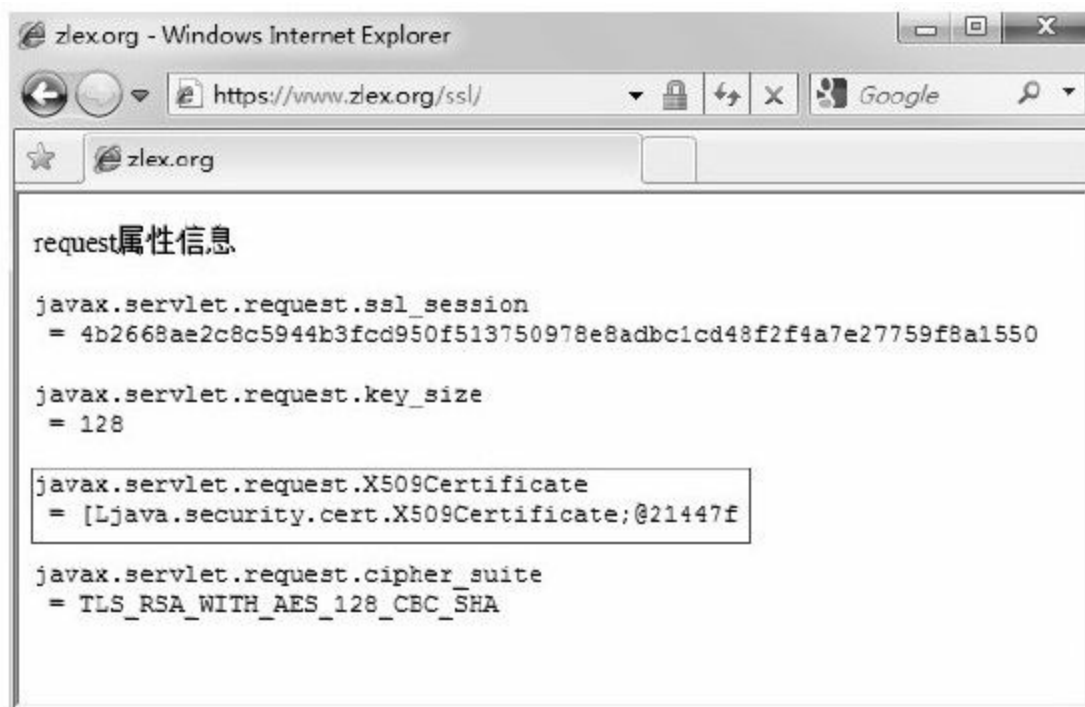 zlex.org - Windows Internet Explorer
https://www.zlex.org/ssl/
Google
zlex.org
request属性信息
javax.servlet.request.ssl_session
= 4b2668ae2c8c5944b3fcd950f513750978e8adbc1cd48f2f4a7e27759f8a1550
javax.servlet.request.key_size
= 128
javax.servlet.request.X509Certificate
= [Ljava.security.cert.X509Certificate;@21447f
javax.servlet.request.cipher_suite
= TLS_RSA_WITH_AES_128_CBC_SHA